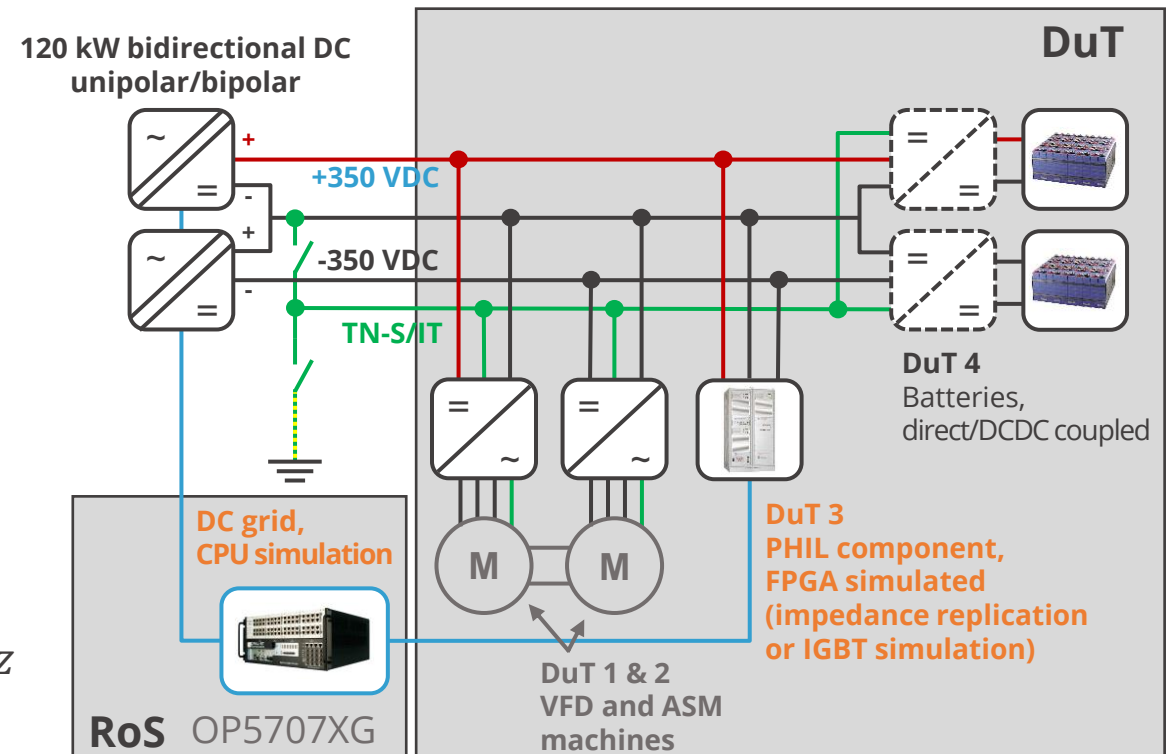 DuT
120 kW bidirectional DC
unipolar/bipolar
~
=
+
-
+350 VDC
~
=
+
-
-350 VDC
TN-S/IT
=
=
=
=
DuT 4
Batteries,
direct/DCDC coupled
=
~
=
~
M
M
DC grid,
CPU simulation
DuT 3
PHIL component,
FPGA simulated
(impedance replication
or IGBT simulation)
DuT 1 & 2
VFD and ASM
machines
z
RoS OP5707XG